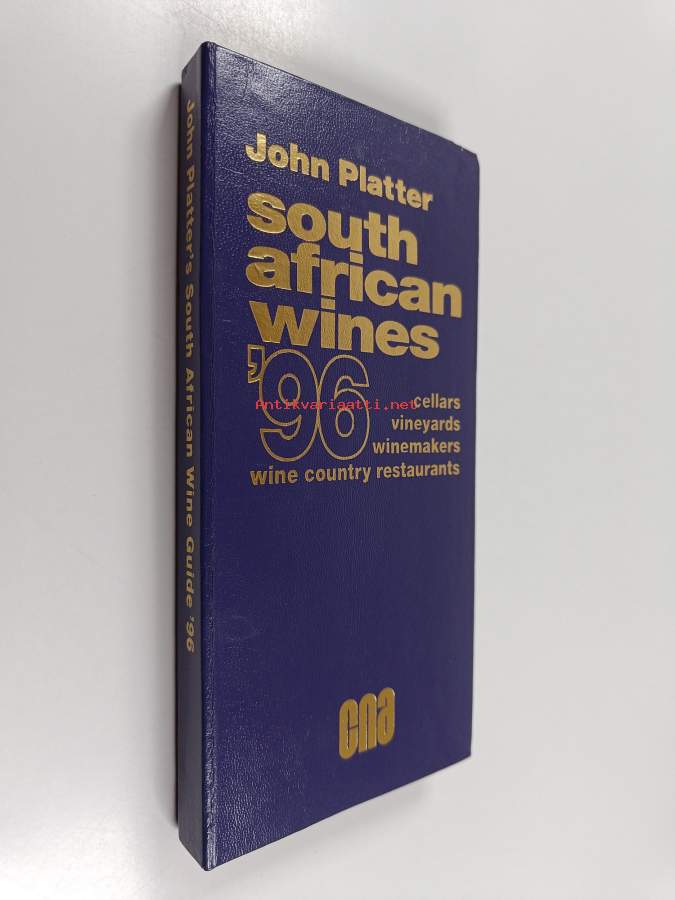 John Platter's South African Wine Guide '96
John Platter
south
african
wines
'96
cellars
vineyards
winemakers
wine country restaurants
cna
Antikvariaatti.net